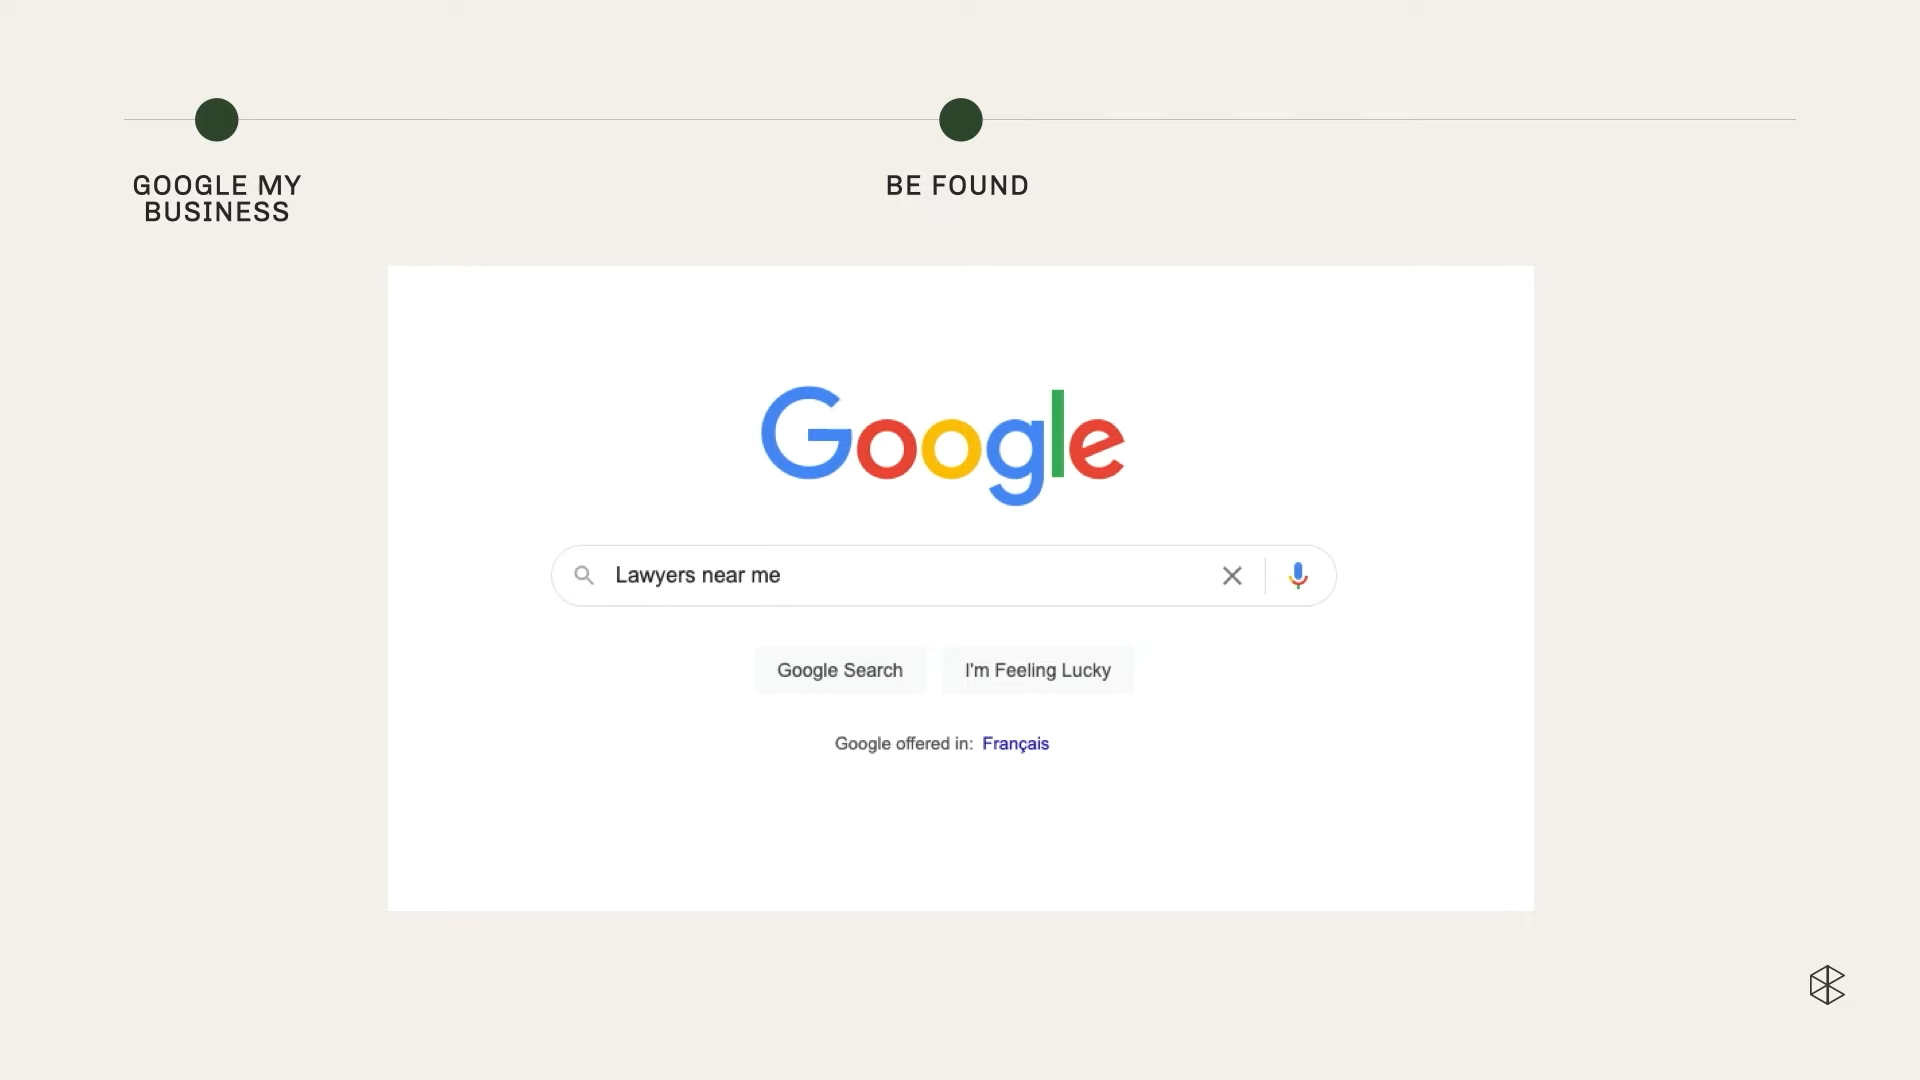 GOOGLE MY
BUSINESS
BE FOUND
Google
Lawyers near me
Google Search
I'm Feeling Lucky
Google offered in: Français